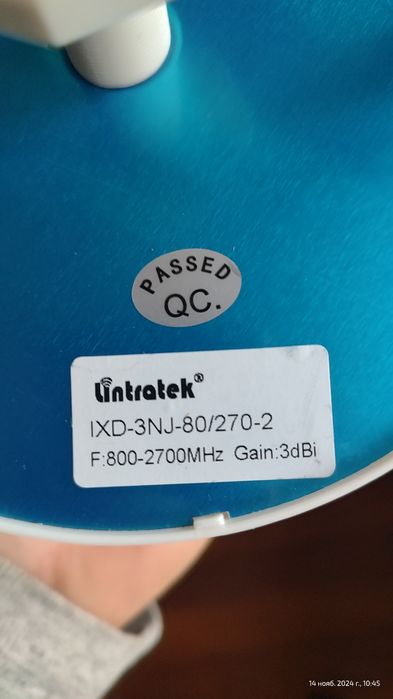 PASSED
QC.
Lintratek®
IXD-3NJ-80/270-2
F:800-2700MHz Gain:3dBi
14 нояб. 2024 г., 10:45